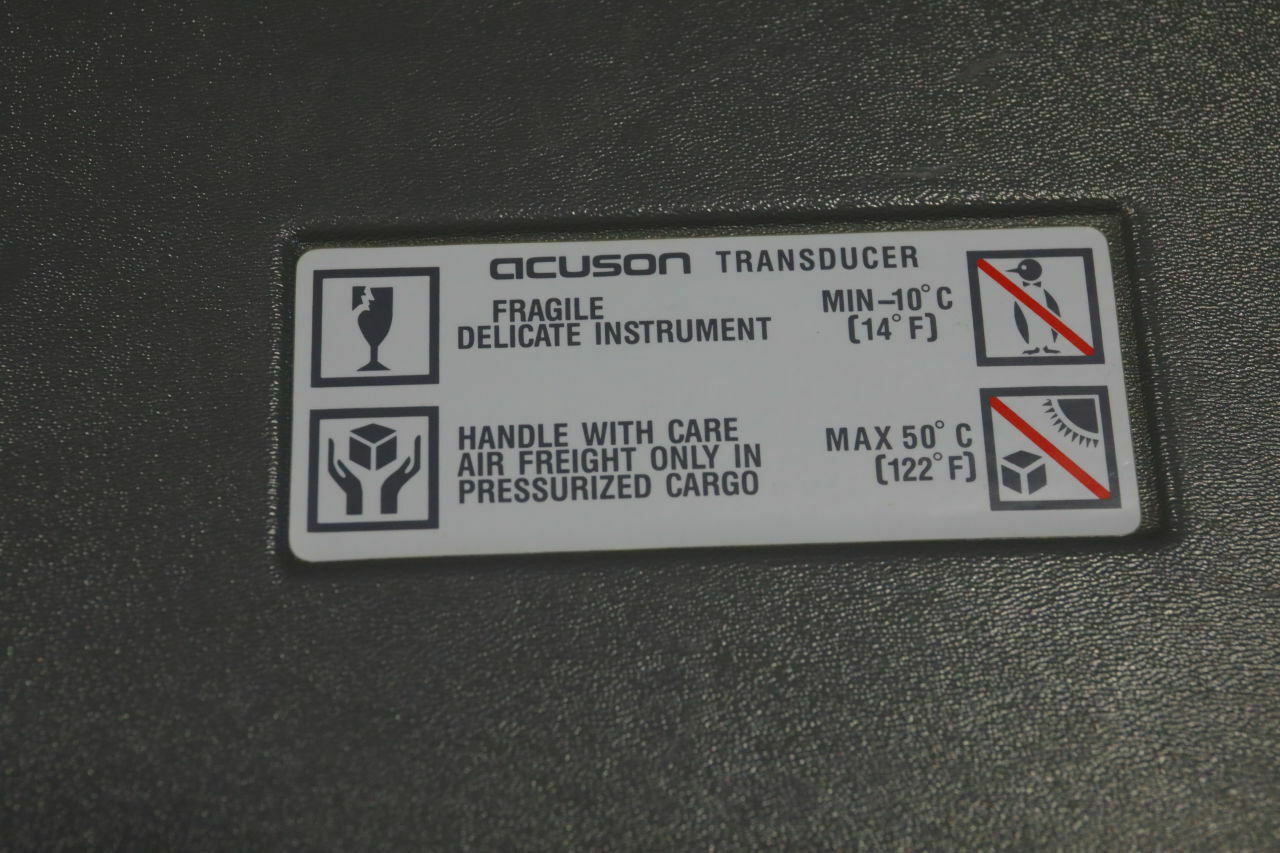 acuson TRANSDUCER
FRAGILE
DELICATE INSTRUMENT
MIN-10°C
(14°F)
HANDLE WITH CARE
AIR FREIGHT ONLY IN
PRESSURIZED CARGO
MAX 50°C
(122°F)